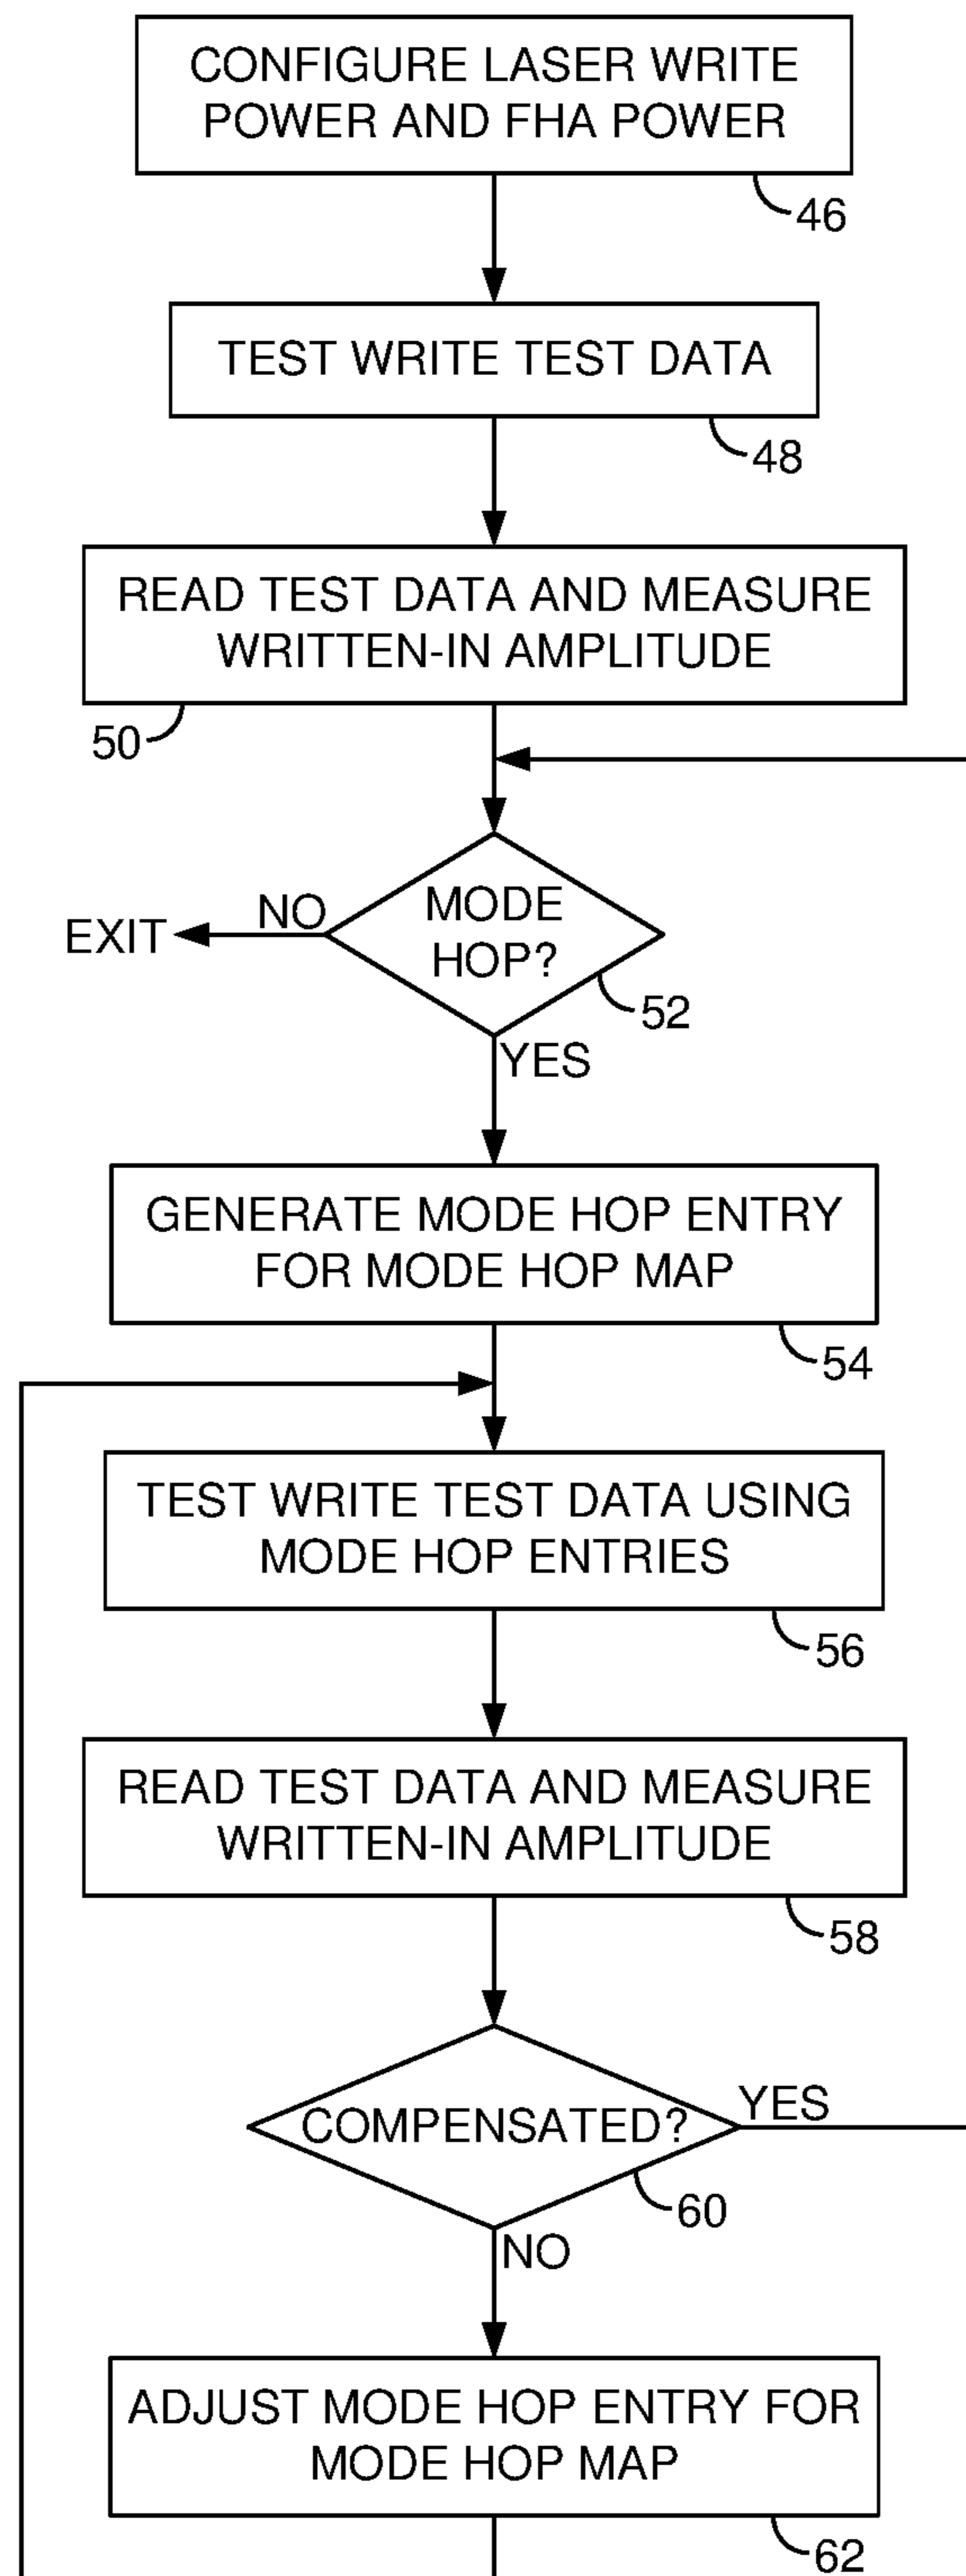 CONFIGURE LASER WRITE
POWER AND FHA POWER
46
TEST WRITE TEST DATA
48
READ TEST DATA AND MEASURE
WRITTEN-IN AMPLITUDE
50
MODE
HOP?
NO
EXIT
52
YES
GENERATE MODE HOP ENTRY
FOR MODE HOP MAP
54
TEST WRITE TEST DATA USING
MODE HOP ENTRIES
56
READ TEST DATA AND MEASURE
WRITTEN-IN AMPLITUDE
58
COMPENSATED?
YES
60
NO
ADJUST MODE HOP ENTRY FOR
MODE HOP MAP
62